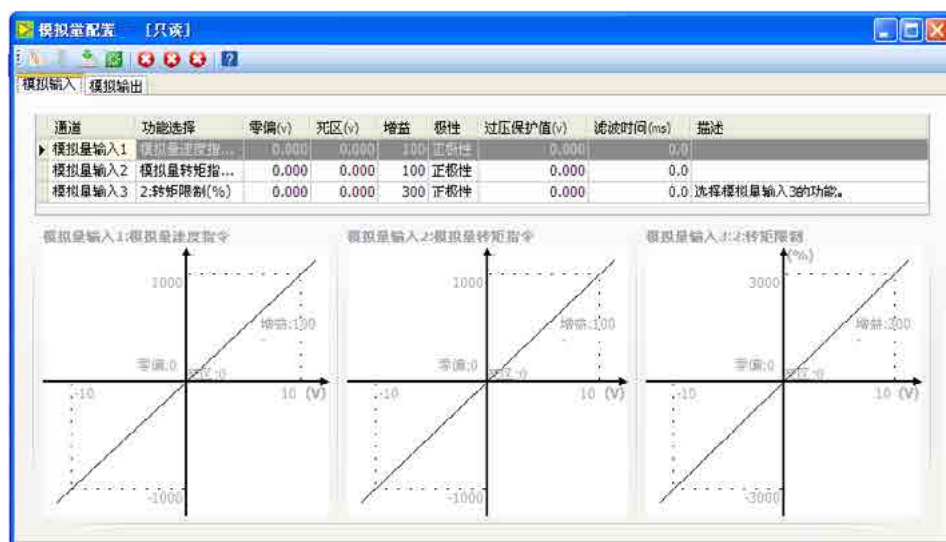 模拟量配置 [只读]
模拟输入 模拟输出
通道 功能选择 零偏(v) 死区(v) 增益 极性 过压保护值(v) 滤波时间(ms) 描述
模拟量输入1 模拟量速度指... 0.000 0.000 100 正极性 0.000 0.0
模拟量输入2 模拟量转矩指... 0.000 0.000 100 正极性 0.000 0.0
模拟量输入3 2:转矩限制(%) 0.000 0.000 300 正极性 0.000 0.0 选择模拟量输入3的功能。
模拟量输入1:模拟量速度指令 模拟量输入2:模拟量转矩指令 模拟量输入3:2:转矩限制
(%)
1000 1000 3000
增益:100 增益:100 增益:300
零偏:0 零偏:0 零偏:0
死区:0 死区:0 死区:0
-10 10 (V) -10 10 (V) -10 10 (V)
-1000 -1000 -3000